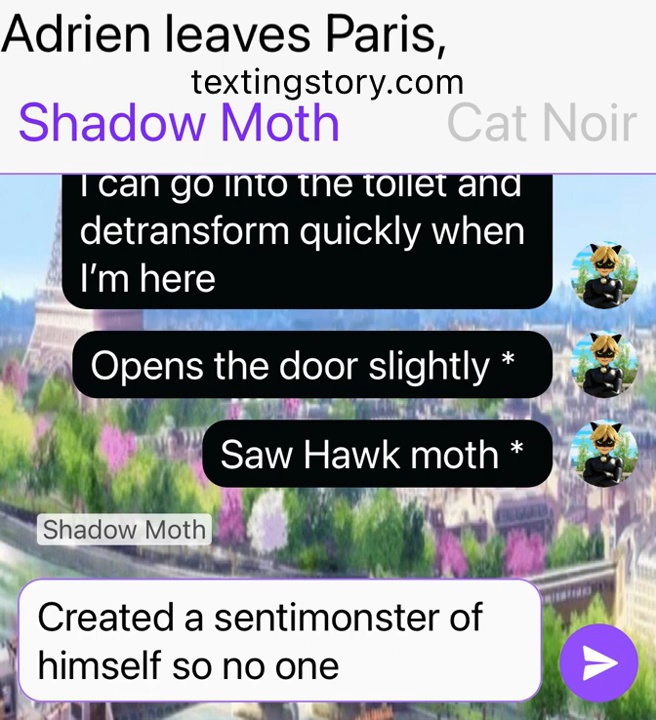 Adrien leaves Paris,
textingstory.com
Shadow Moth
Cat Noir
I can go into the toilet and
detransform quickly when
I’m here
Opens the door slightly *
Saw Hawk moth *
Shadow Moth
Created a sentimonster of
himself so no one